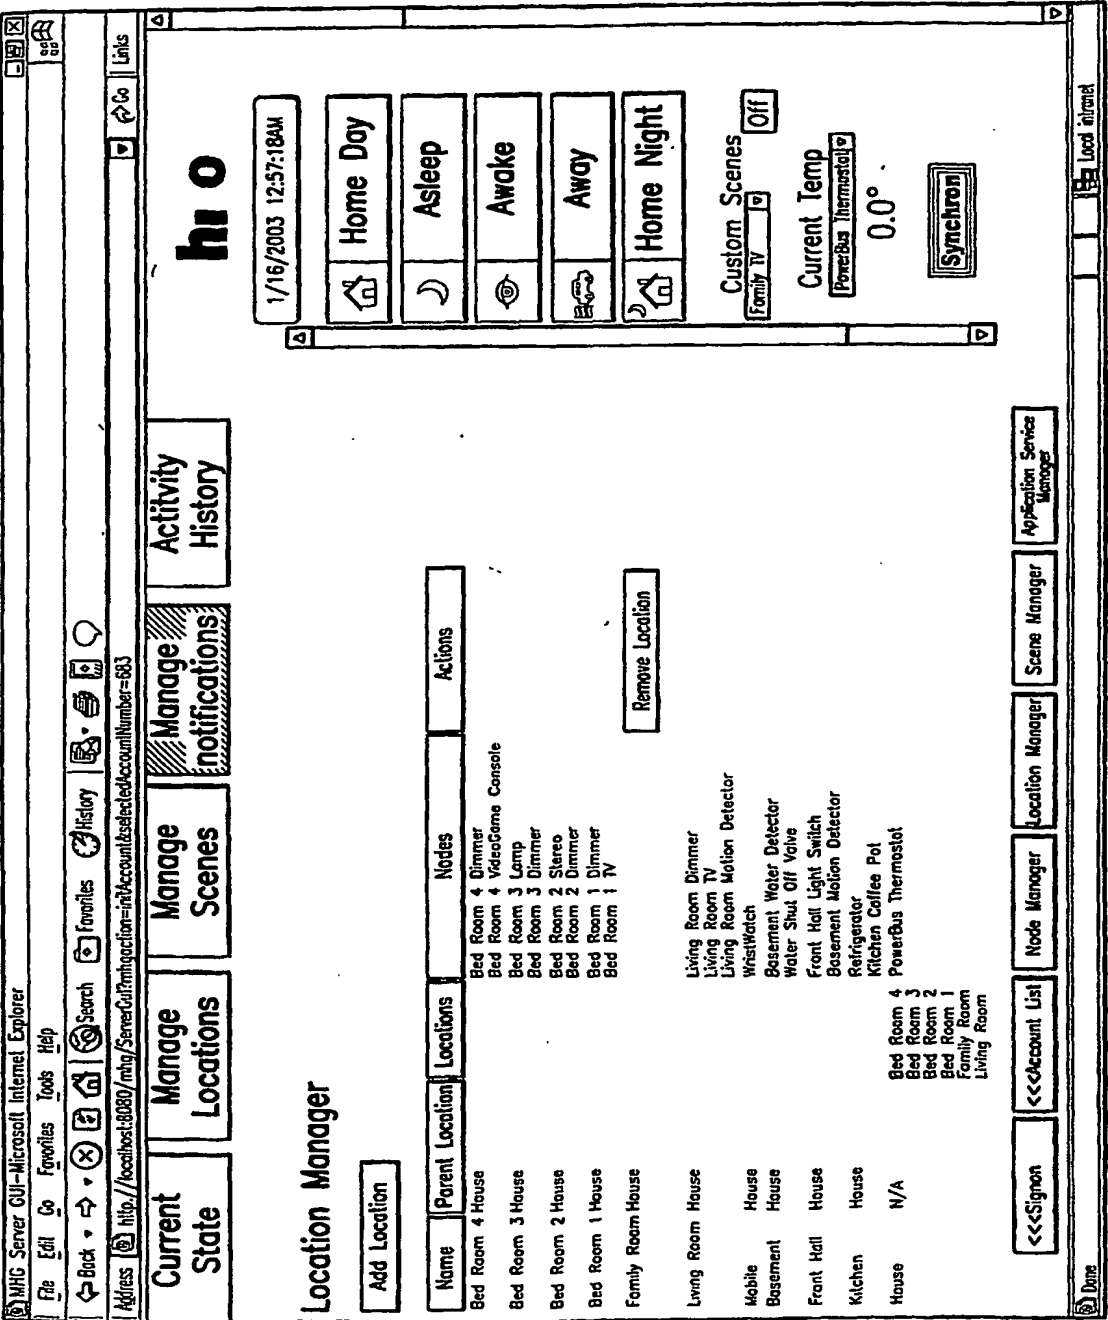 MHG Server GUI-Microsoft Internet Explorer
File Edit Go Favorites Tools Help
Back Search Favorites History
Address http://localhost:8080/mhg/ServerGui?mhgaction=initAccount&selectedAccountNumber=683 Go Links
Current State
Manage Locations
Manage Scenes
Manage notifications
Actitvity History
hi o
Location Manager
1/16/2003 12:57:18AM
Add Location
Home Day
Asleep
Awake
Away
Home Night
Name Parent Location Locations Nodes Actions
Bed Room 4 House Bed Room 4 Dimmer
Bed Room 4 VideoGame Console
Bed Room 3 House Bed Room 3 Lamp
Bed Room 3 Dimmer
Bed Room 2 House Bed Room 2 Stereo
Bed Room 2 Dimmer
Bed Room 1 House Bed Room 1 Dimmer
Bed Room 1 TV
Family Room House Remove Location
Living Room House Living Room Dimmer
Living Room TV
Living Room Motion Detector
Mobile House WristWatch
Basement House Basement Water Detector
Water Shut Off Valve
Front Hall House Front Hall Light Switch
Basement Motion Detector
Kitchen House Refrigerator
Kitchen Coffee Pot
House N/A Bed Room 4 PowerBus Thermostat
Bed Room 3
Bed Room 2
Bed Room 1
Family Room
Living Room
Custom Scenes
Family TV Off
Current Temp
PowerBus Thermostat
0.0°
Synchron
<<<Signon <<<Account List Node Manager Location Manager Scene Manager Application Service Manager
Done Local intranet